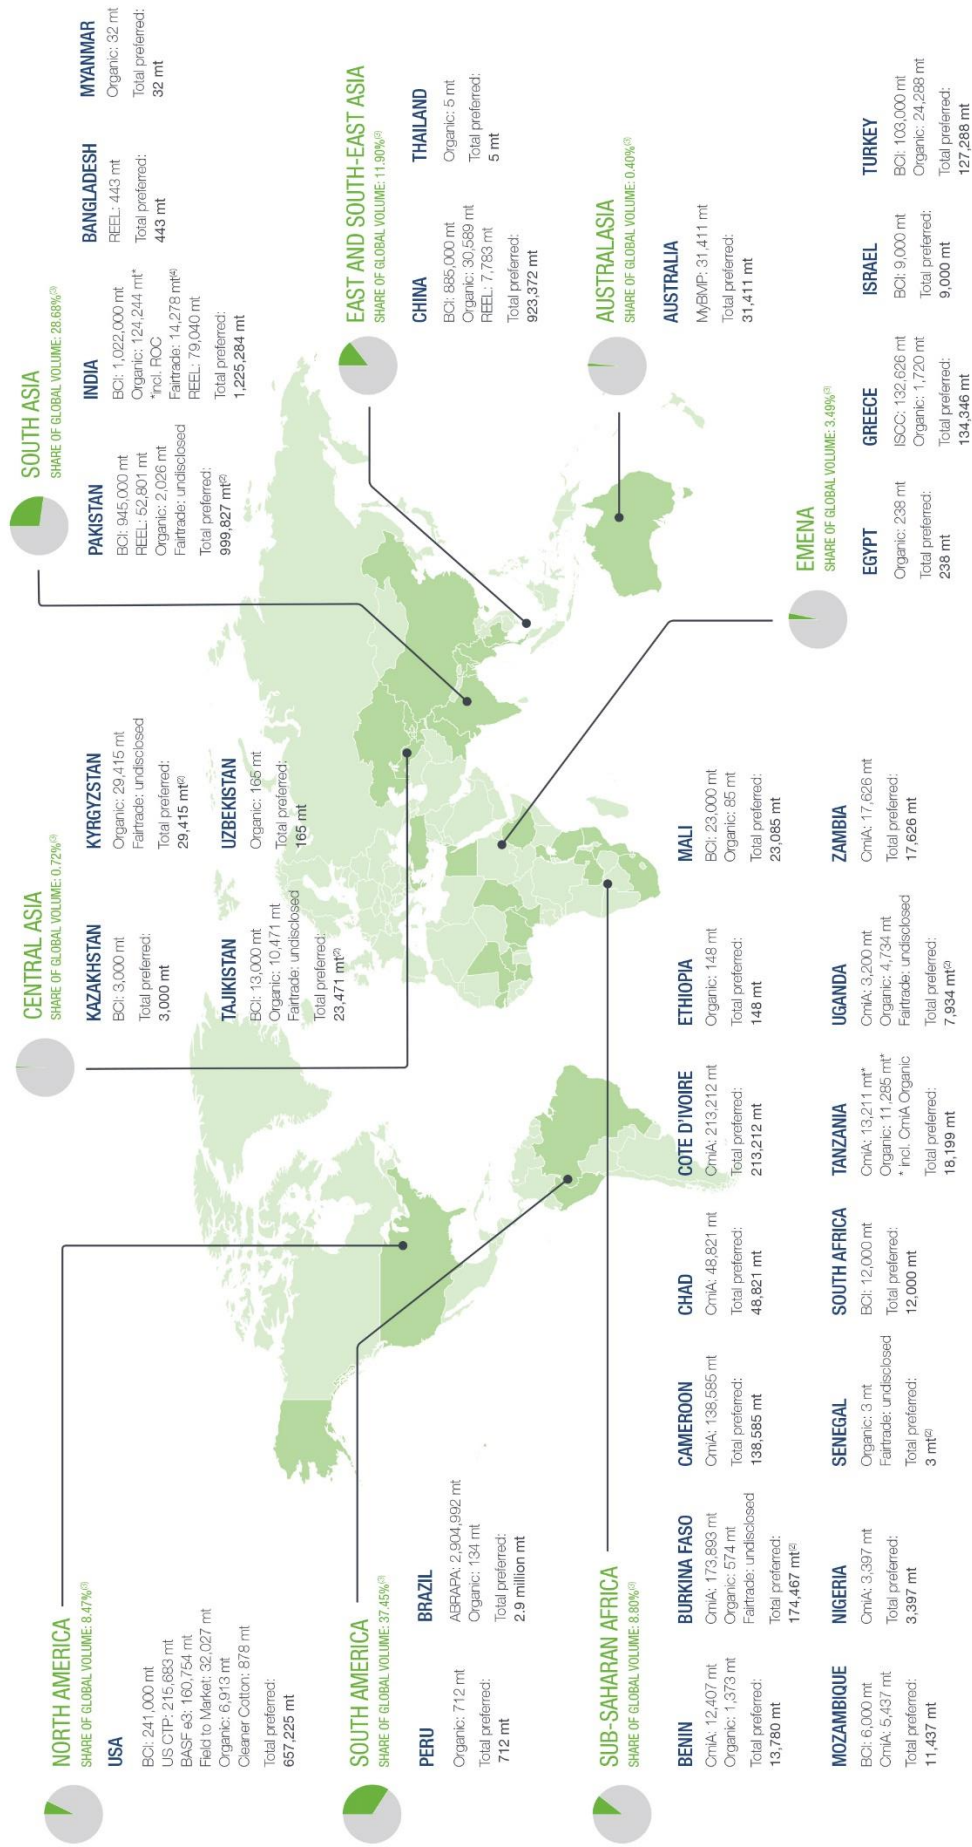 NORTH AMERICA
SHARE OF GLOBAL VOLUME: 8.47%(3)
USA
BCI: 241,000 mt
US CTP: 215,683 mt
BASF e3: 160,754 mt
Field to Market: 32,027 mt
Organic: 6,913 mt
Cleaner Cotton: 878 mt
Total preferred:
657,225 mt
SOUTH AMERICA
SHARE OF GLOBAL VOLUME: 37.45%(3)
PERU
Organic: 712 mt
Total preferred:
712 mt
BRAZIL
ABRAPA: 2,904,992 mt
Organic: 134 mt
Total preferred:
2.9 million mt
SUB-SAHARAN AFRICA
SHARE OF GLOBAL VOLUME: 8.80%(3)
BENIN
CmiA: 12,407 mt
Organic: 1,373 mt
Total preferred:
13,780 mt
BURKINA FASO
CmiA: 173,893 mt
Organic: 574 mt
Fairtrade: undisclosed
Total preferred:
174,467 mt(2)
CAMEROON
CmiA: 138,585 mt
Total preferred:
138,585 mt
CHAD
CmiA: 48,821 mt
Total preferred:
48,821 mt
COTE D'IVOIRE
CmiA: 213,212 mt
Total preferred:
213,212 mt
ETHIOPIA
Organic: 148 mt
Total preferred:
148 mt
MALI
BCI: 23,000 mt
Organic: 85 mt
Total preferred:
23,085 mt
MOZAMBIQUE
BCI: 6,000 mt
CmiA: 5,437 mt
Total preferred:
11,437 mt
NIGERIA
CmiA: 3,397 mt
Total preferred:
3,397 mt
SENEGAL
Organic: 3 mt
Fairtrade: undisclosed
Total preferred:
3 mt(2)
SOUTH AFRICA
BCI: 12,000 mt
Total preferred:
12,000 mt
TANZANIA
CmiA: 13,211 mt*
Organic: 11,285 mt*
* incl. CmiA Organic
Total preferred:
18,199 mt
UGANDA
CmiA: 3,200 mt
Organic: 4,734 mt
Fairtrade: undisclosed
Total preferred:
7,934 mt(2)
ZAMBIA
CmiA: 17,626 mt
Total preferred:
17,626 mt
CENTRAL ASIA
SHARE OF GLOBAL VOLUME: 0.72%(3)
KAZAKHSTAN
BCI: 3,000 mt
Total preferred:
3,000 mt
KYRGYZSTAN
Organic: 29,415 mt
Fairtrade: undisclosed
Total preferred:
29,415 mt(2)
TAJIKISTAN
BCI: 13,000 mt
Organic: 10,471 mt
Fairtrade: undisclosed
Total preferred:
23,471 mt(2)
UZBEKISTAN
Organic: 165 mt
Total preferred:
165 mt
SOUTH ASIA
SHARE OF GLOBAL VOLUME: 28.68%(3)
PAKISTAN
BCI: 945,000 mt
REEL: 52,801 mt
Organic: 2,026 mt
Fairtrade: undisclosed
Total preferred:
999,827 mt(2)
INDIA
BCI: 1,022,000 mt
Organic: 124,244 mt*
*incl. ROC
Fairtrade: 14,278 mt(4)
REEL: 79,040 mt
Total preferred:
1,225,284 mt
BANGLADESH
REEL: 443 mt
Total preferred:
443 mt
MYANMAR
Organic: 32 mt
Total preferred:
32 mt
EAST AND SOUTH-EAST ASIA
SHARE OF GLOBAL VOLUME: 11.90%(3)
CHINA
BCI: 885,000 mt
Organic: 30,589 mt
REEL: 7,783 mt
Total preferred:
923,372 mt
THAILAND
Organic: 5 mt
Total preferred:
5 mt
AUSTRALASIA
SHARE OF GLOBAL VOLUME: 0.40%(3)
AUSTRALIA
MyBMP: 31,411 mt
Total preferred:
31,411 mt
EMENA
SHARE OF GLOBAL VOLUME: 3.49%(3)
EGYPT
Organic: 238 mt
Total preferred:
238 mt
GREECE
ISCC: 132,626 mt
Organic: 1,720 mt
Total preferred:
134,346 mt
ISRAEL
BCI: 9,000 mt
Total preferred:
9,000 mt
TURKEY
BCI: 103,000 mt
Organic: 24,288 mt
Total preferred:
127,288 mt